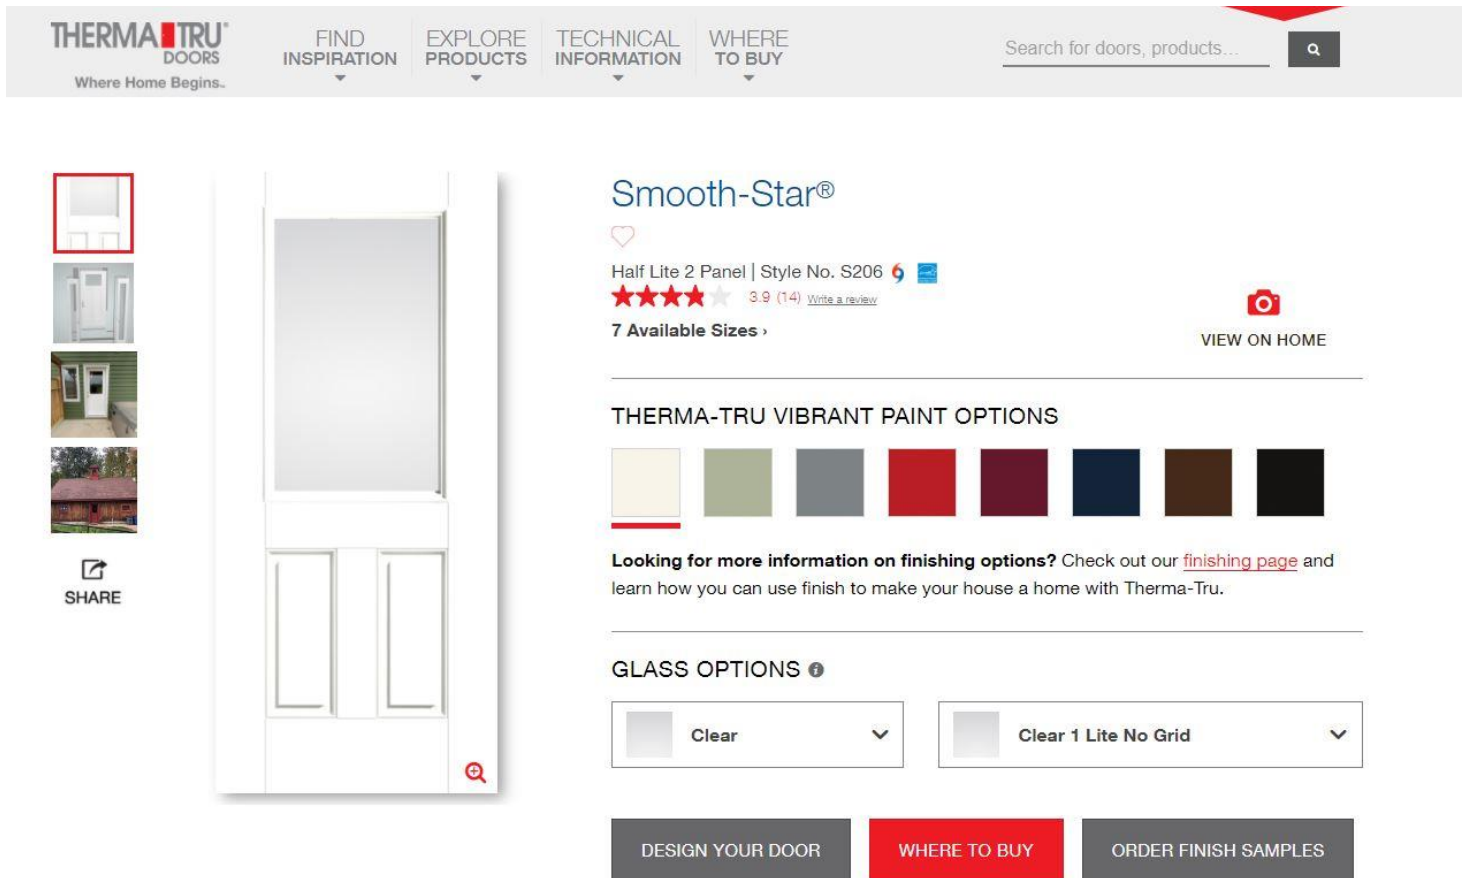 THERMA TRU®
DOORS
Where Home Begins™
FIND
INSPIRATION
EXPLORE
PRODUCTS
TECHNICAL
INFORMATION
WHERE
TO BUY
Search for doors, products...
Smooth-Star®
Half Lite 2 Panel | Style No. S206
3.9 (14) Write a review
7 Available Sizes ›
VIEW ON HOME
THERMA-TRU VIBRANT PAINT OPTIONS
Looking for more information on finishing options? Check out our finishing page and
learn how you can use finish to make your house a home with Therma-Tru.
SHARE
GLASS OPTIONS
Clear
Clear 1 Lite No Grid
DESIGN YOUR DOOR
WHERE TO BUY
ORDER FINISH SAMPLES